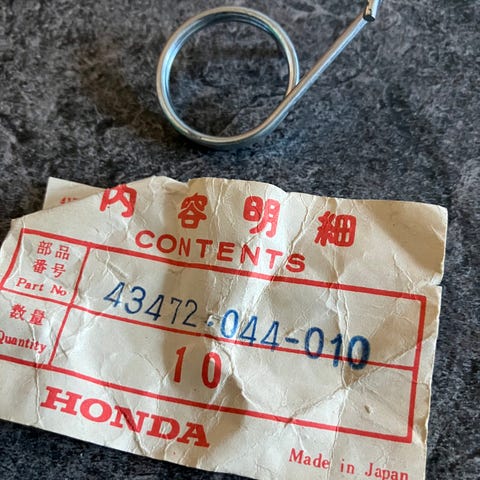 内容明細
CONTENTS
部品
番号
Part No
43472-044-010
数量
Quantity
10
HONDA
Made in Japan